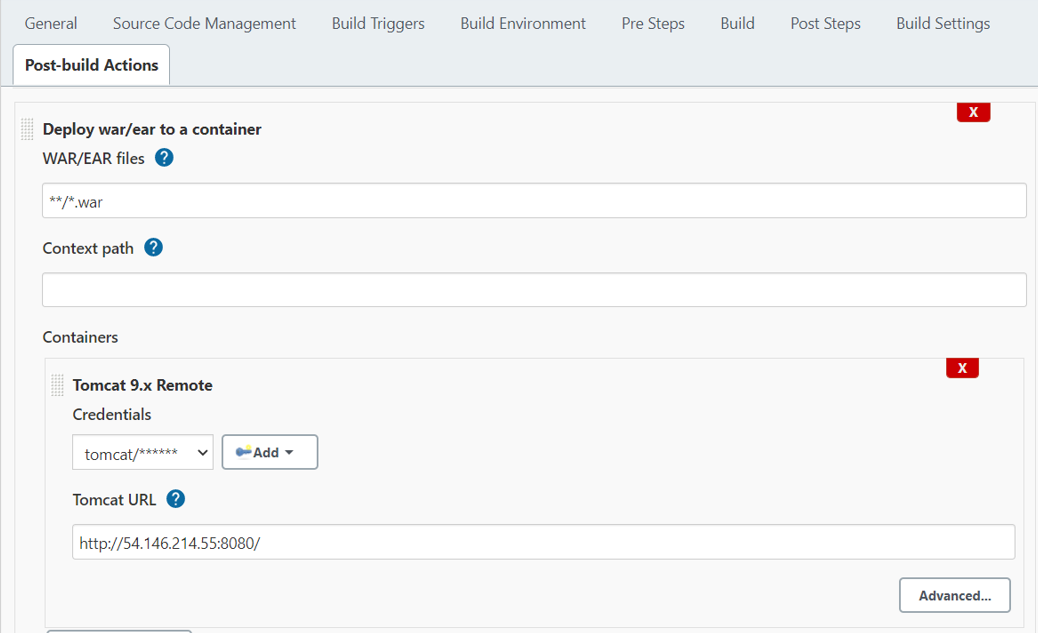 General Source Code Management Build Triggers Build Environment Pre Steps Build Post Steps Build Settings
Post-build Actions
X
Deploy war/ear to a container
WAR/EAR files ?
**/*.war
Context path ?
Containers
X
Tomcat 9.x Remote
Credentials
tomcat/****** Add
Tomcat URL ?
http://54.146.214.55:8080/
Advanced...